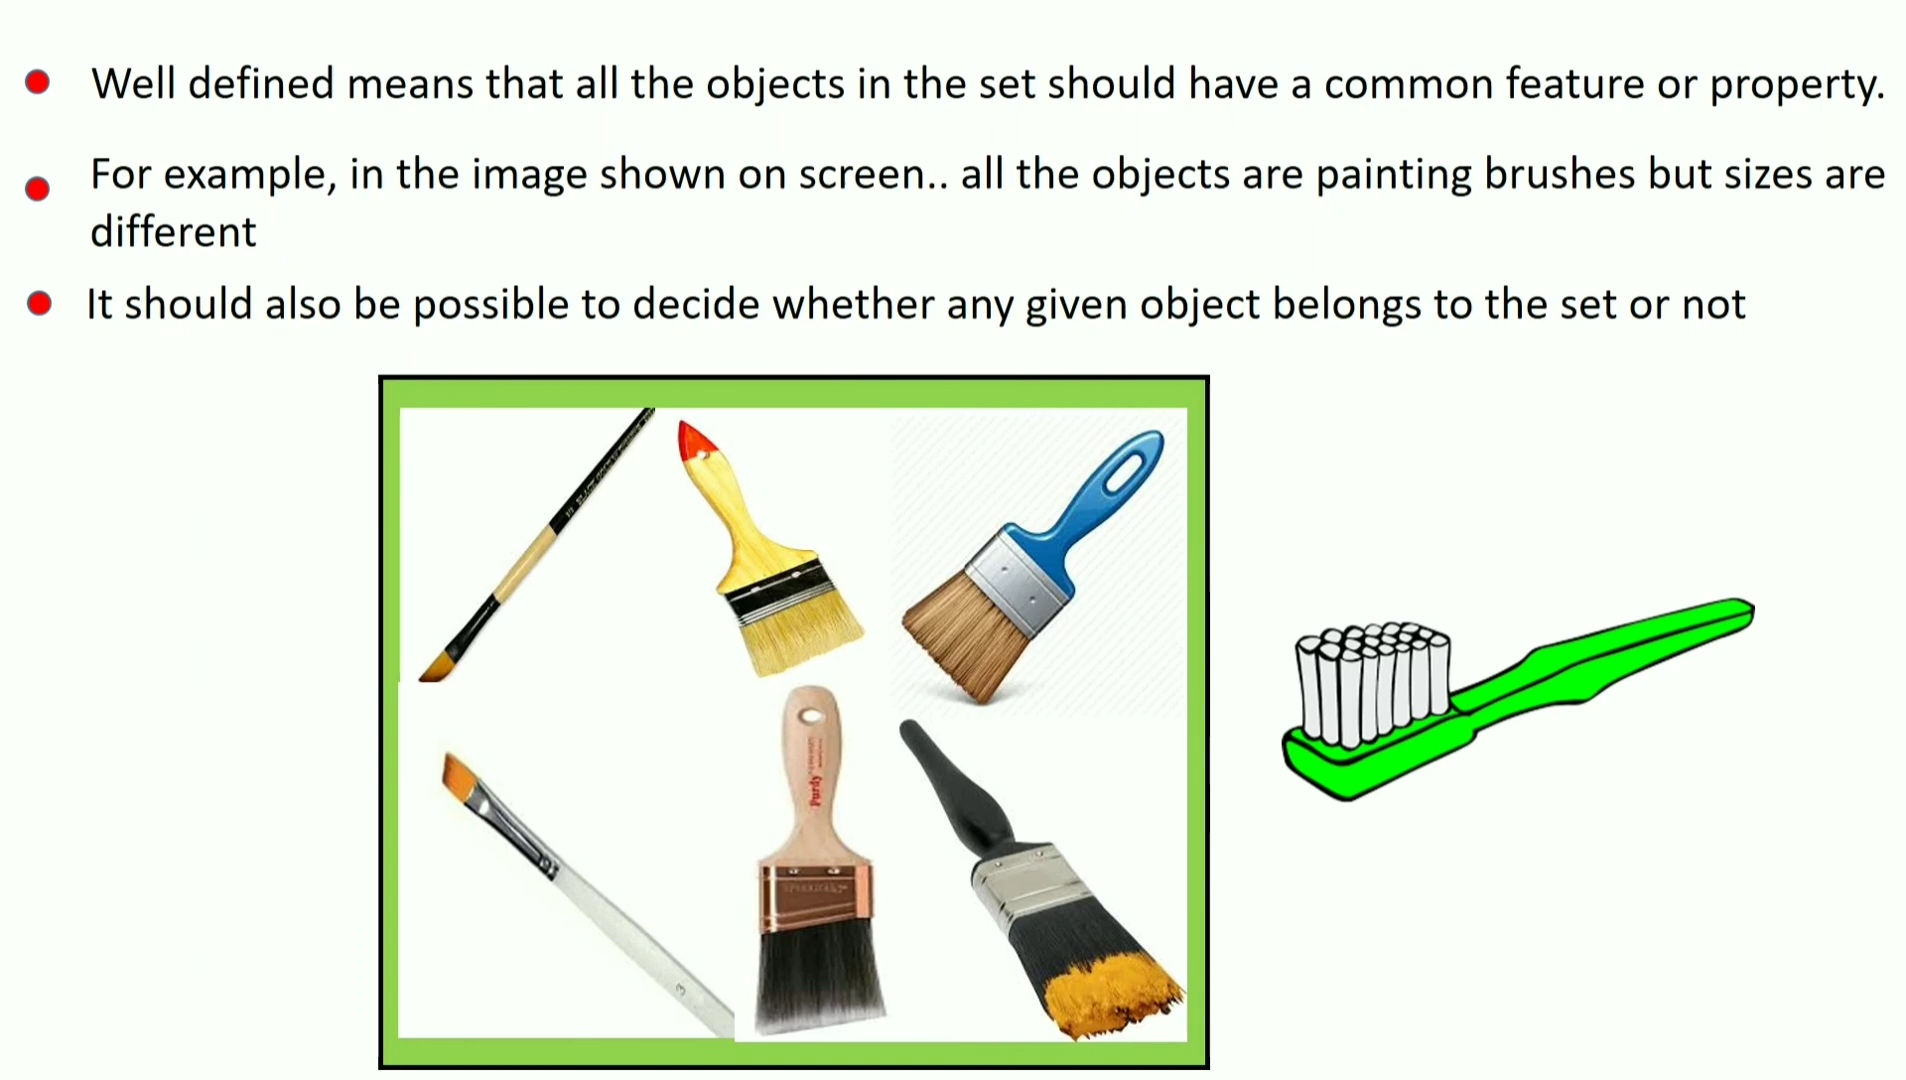 Well defined means that all the objects in the set should have a common feature or property.
For example, in the image shown on screen.. all the objects are painting brushes but sizes are
different
It should also be possible to decide whether any given object belongs to the set or not
Purdy
3